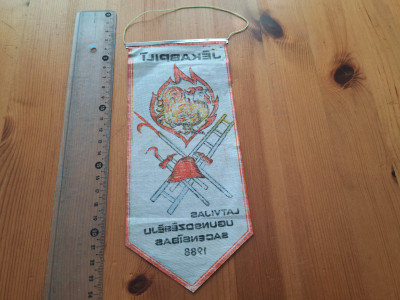 JĒKABPILĪ
LATVIJAS
UGUNSDZĒSĒJU
SACENSĪBAS
1988